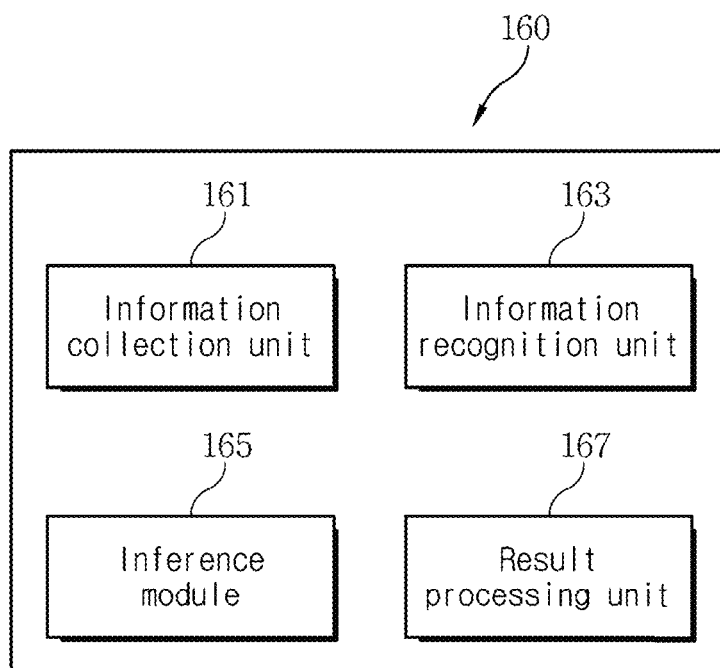 160
161
163
Information
collection unit
Information
recognition unit
165
167
Inference
module
Result
processing unit